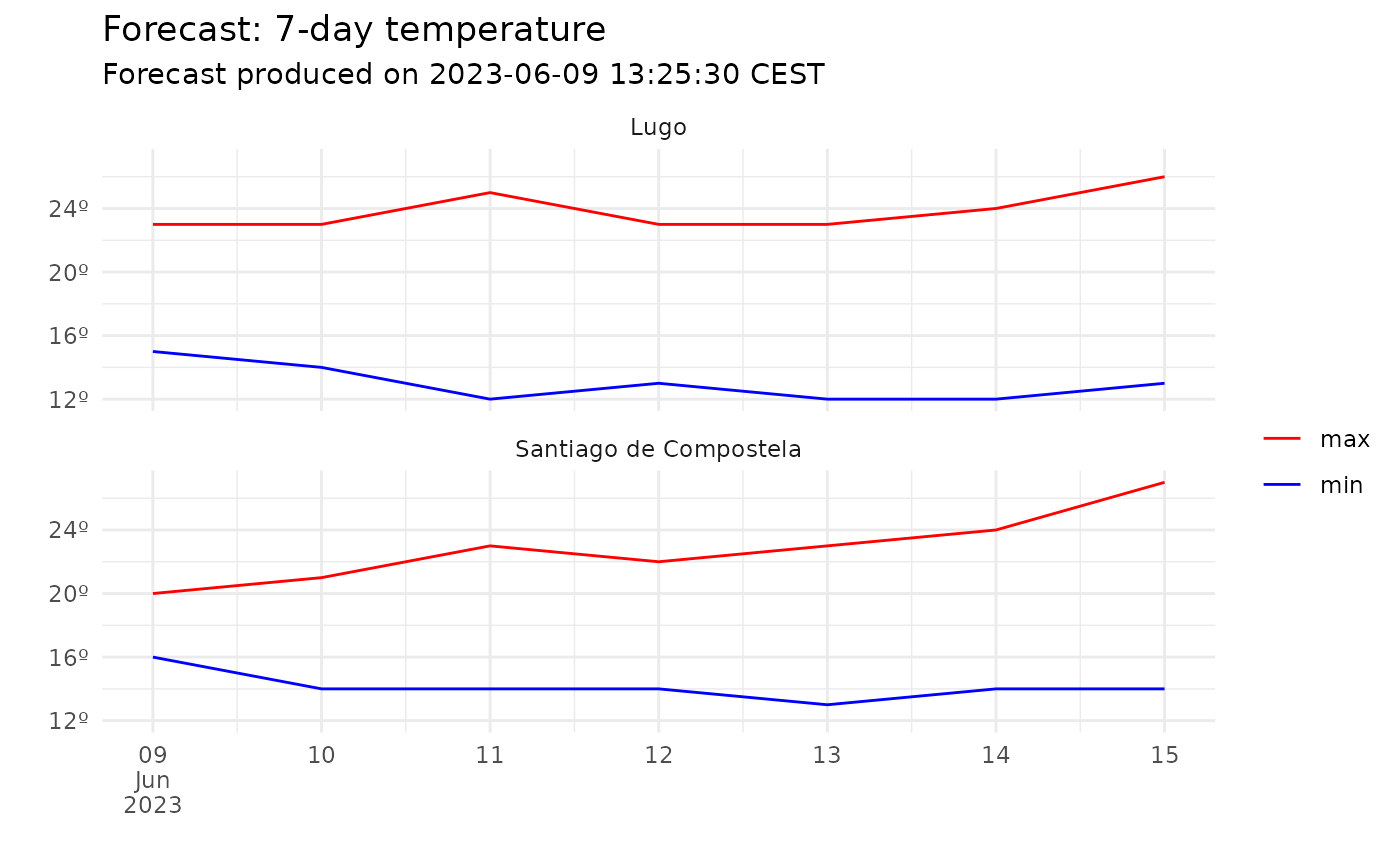 Forecast: 7-day temperature
Forecast produced on 2023-06-09 13:25:30 CEST
Lugo
24º
20º
16º
12º
Santiago de Compostela
24º
20º
16º
12º
09 10 11 12 13 14 15
Jun
2023
max
min